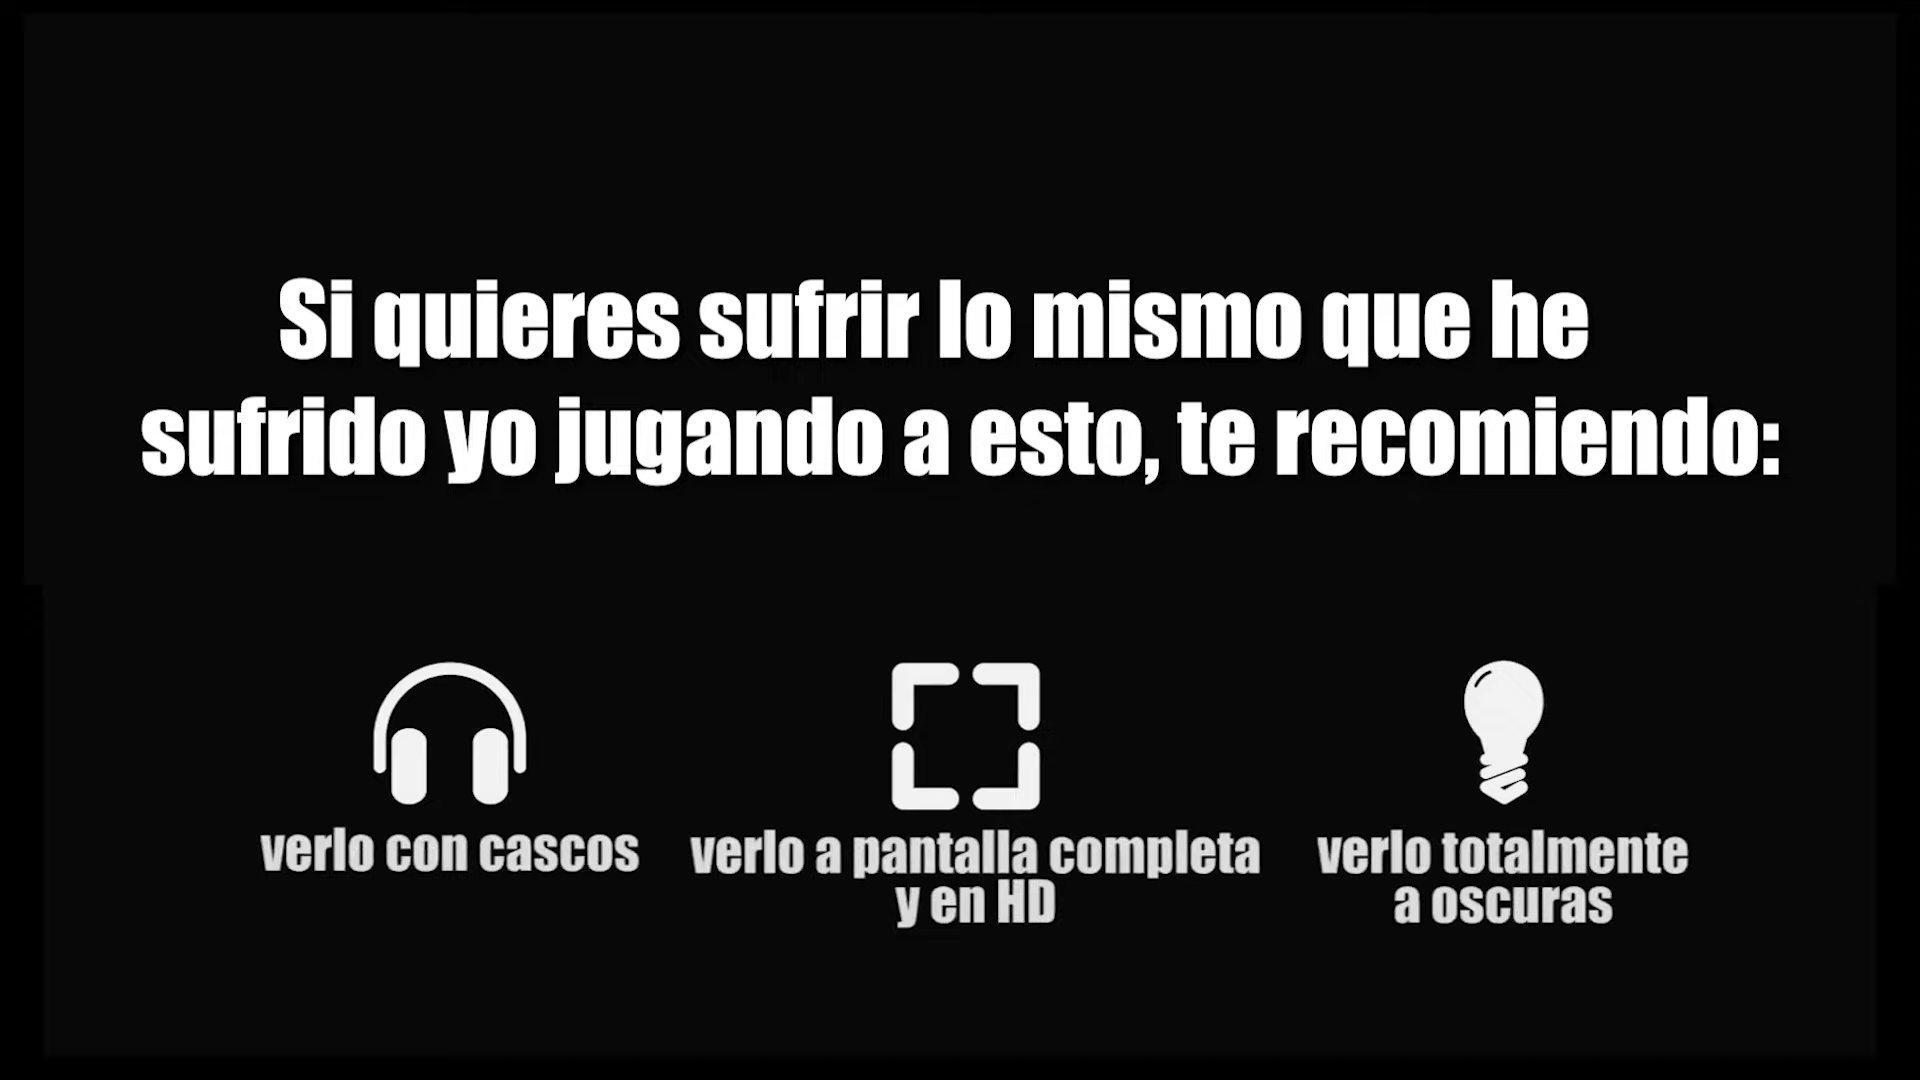 Si quieres sufrir lo mismo que he
sufrido yo jugando a esto, te recomiendo:
verlo con cascos
verlo a pantalla completa
y en HD
verlo totalmente
a oscuras